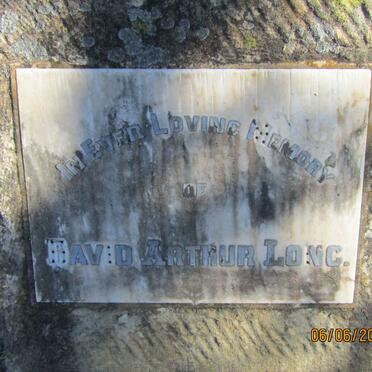 IN EVER LOVING MEMORY
OF
DAVID ARTHUR LONG.
06/06/20